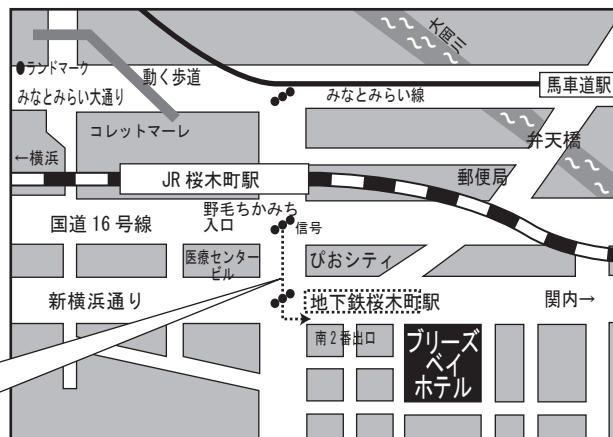 大岡川
●ランドマーク
動く歩道
馬車道駅
みなとみらい大通り
みなとみらい線
コレットマーレ
弁天橋
←横浜
JR 桜木町駅
郵便局
野毛ちかみち
入口
国道 16 号線
信号
医療センター
ビル
ぴおシティ
新横浜通り
地下鉄桜木町駅
関内→
南2番出口
ブリーズ
ベイ
ホテル